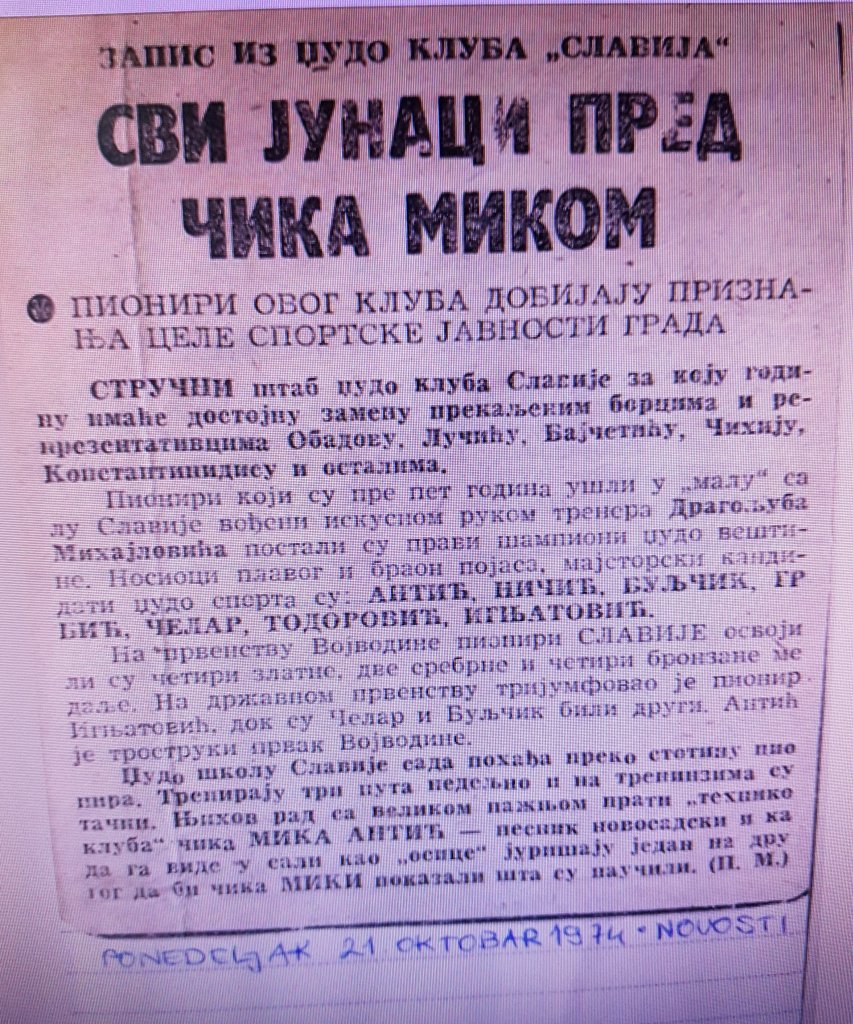 ЗАПИС ИЗ ЏУДО КЛУБА „СЛАВИЈА“
СВИ ЈУНАЦИ ПРЕД
ЧИКА МИКОМ
ПИОНИРИ ОВОГ КЛУБА ДОБИЈАЈУ ПРИЗНА-
ЊА ЦЕЛЕ СПОРТСКЕ ЈАВНОСТИ ГРАДА
СТРУЧНИ штаб џудо клуба Славије за коју годи-
ну имаће достојну замену прекаљеним борцима и ре-
презентативцима Обадову, Лучићу, Бајчетићу, Чихију,
Константинидису и осталима.
Пионири који су пре пет година ушли у „малу“ са
лу Славије вођени искусном руком тренера Драгољуба
Михајловића постали су прави шампиони џудо вешти-
не. Носиоци плавог и браон појаса, мајсторски канди-
дати џудо спорта су: АНТИЋ, НИЧИЋ, БУЉЧИК, ГР
БИЋ, ЧЕЛАР, ТОДОРОВИЋ, ИГЊАТОВИЋ.
На првенству Војводине пионири СЛАВИЈЕ освоји
ли су четири златне, две сребрне и четири бронзане ме
даље. На државном првенству тријумфовао је пионир
Игњатовић, док су Челар и Буљчик били други. Антић
је троструки првак Војводине.
Џудо школу Славије сада похађа преко стотину пио
нира. Тренирају три пута недељно и на тренинзима су
тачни. Њихов рад са великом пажњом прати „технико
клуба“ чика МИКА АНТИЋ — песник новосадски и ка
да га виде у сали као „осице“ јуришају један на дру
гог да би чика МИКИ показали шта су научили. (П. М.)
PONEDELJAK 21 OKTOBAR 1974 • NOVOSTI